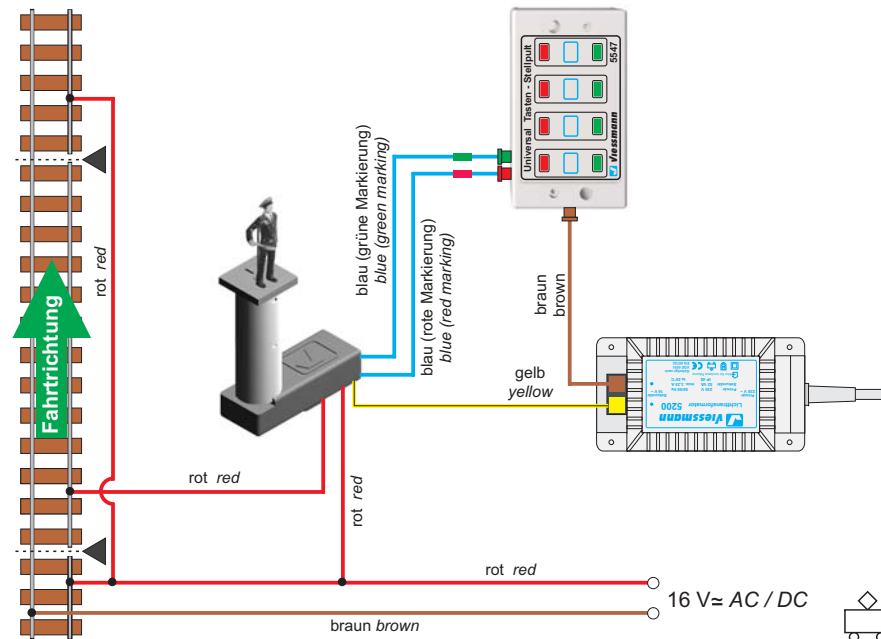 Universal Tasten - Stellpult
5547
Viessmann
blau (grüne Markierung)
blue (green marking)
blau (rote Markierung)
blue (red marking)
rot red
Fahrtrichtung
braun
brown
gelb
yellow
Viessmann
Lichttransformator
5200
rot red
rot red
rot red
16 V≃ AC / DC
braun brown